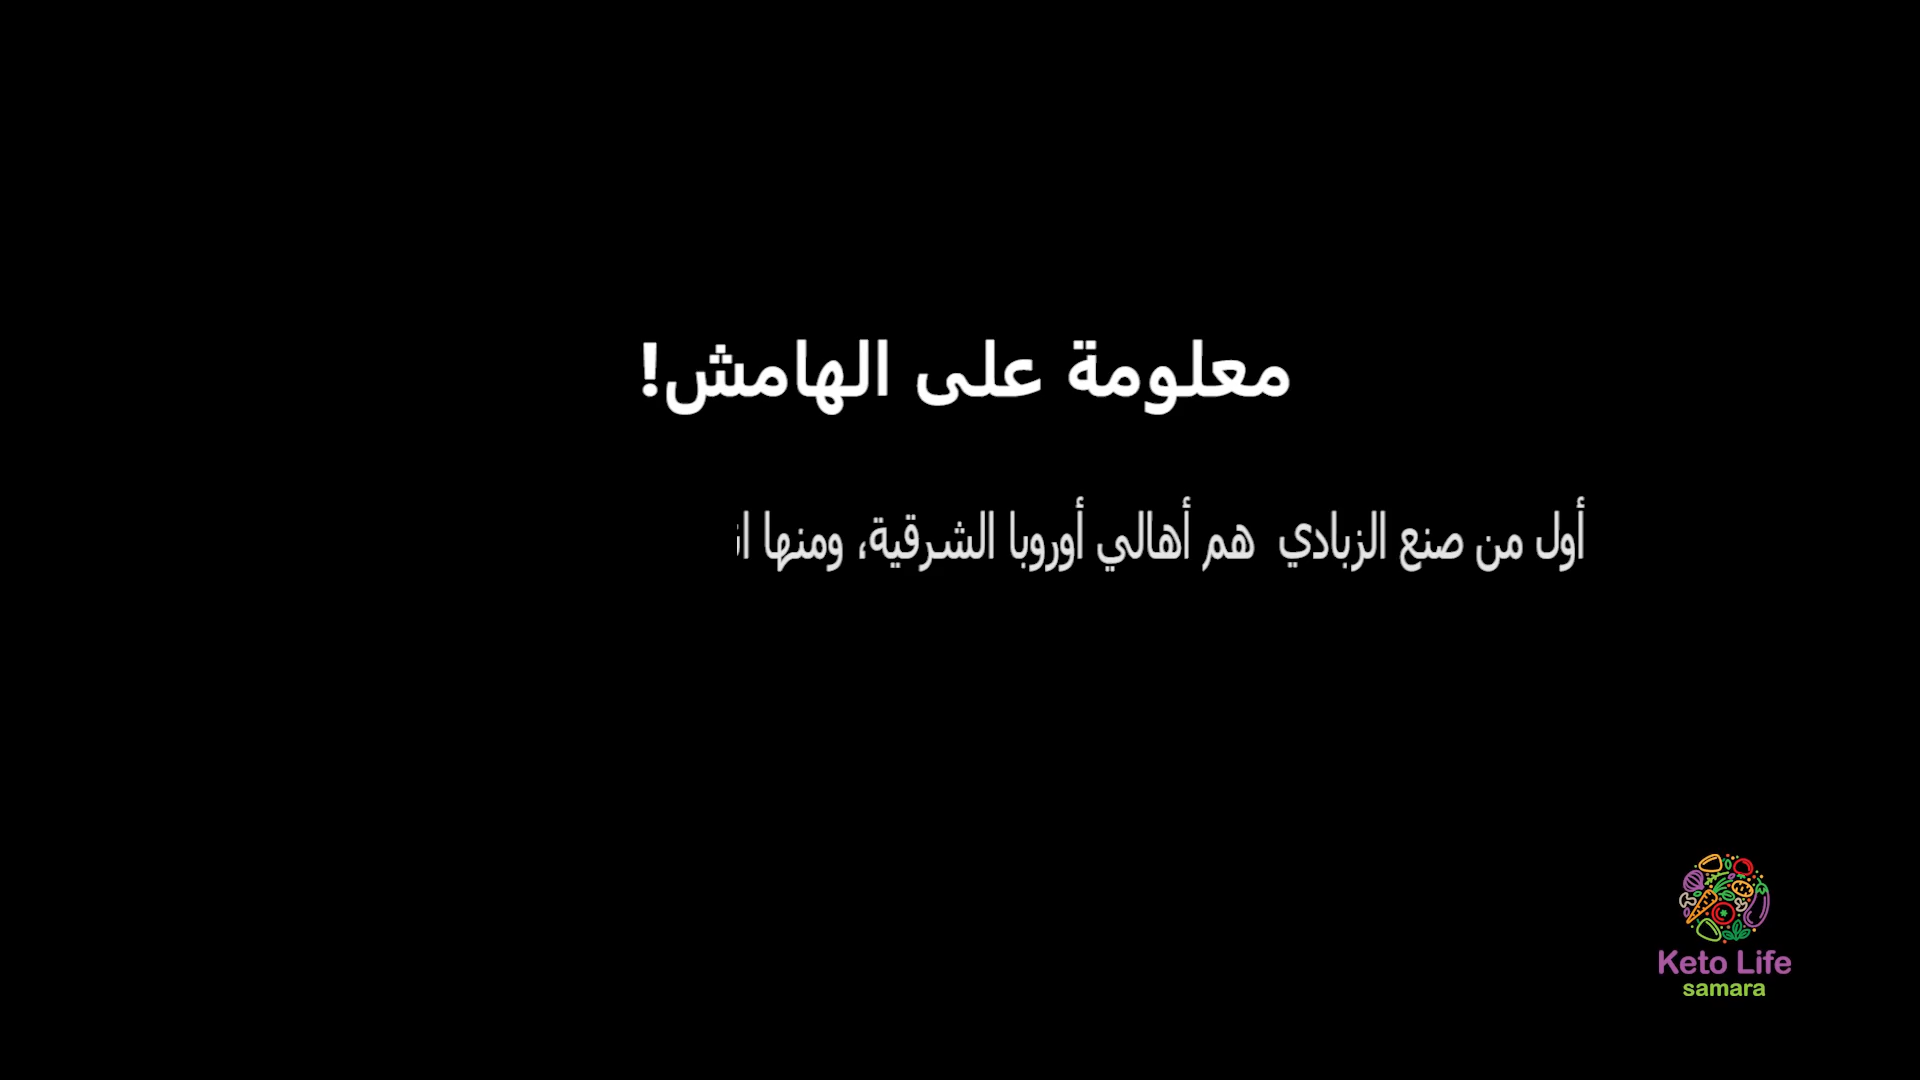 معلومة على الهامش!
أول من صنع الزبادي هم أهالي أوروبا الشرقية، ومنها
Keto Life
samara